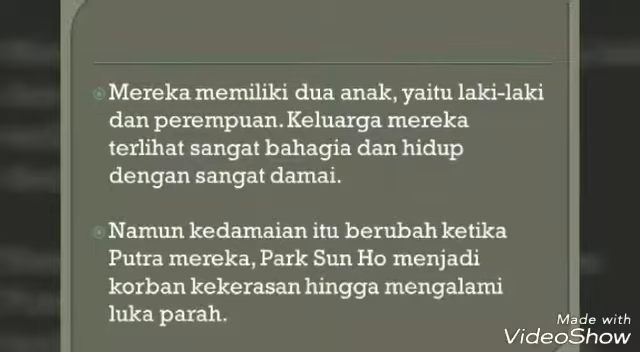 Mereka memiliki dua anak, yaitu laki-laki
dan perempuan. Keluarga mereka
terlihat sangat bahagia dan hidup
dengan sangat damai.
Namun kedamaian itu berubah ketika
Putra mereka, Park Sun Ho menjadi
korban kekerasan hingga mengalami
luka parah.
Made with
VideoShow